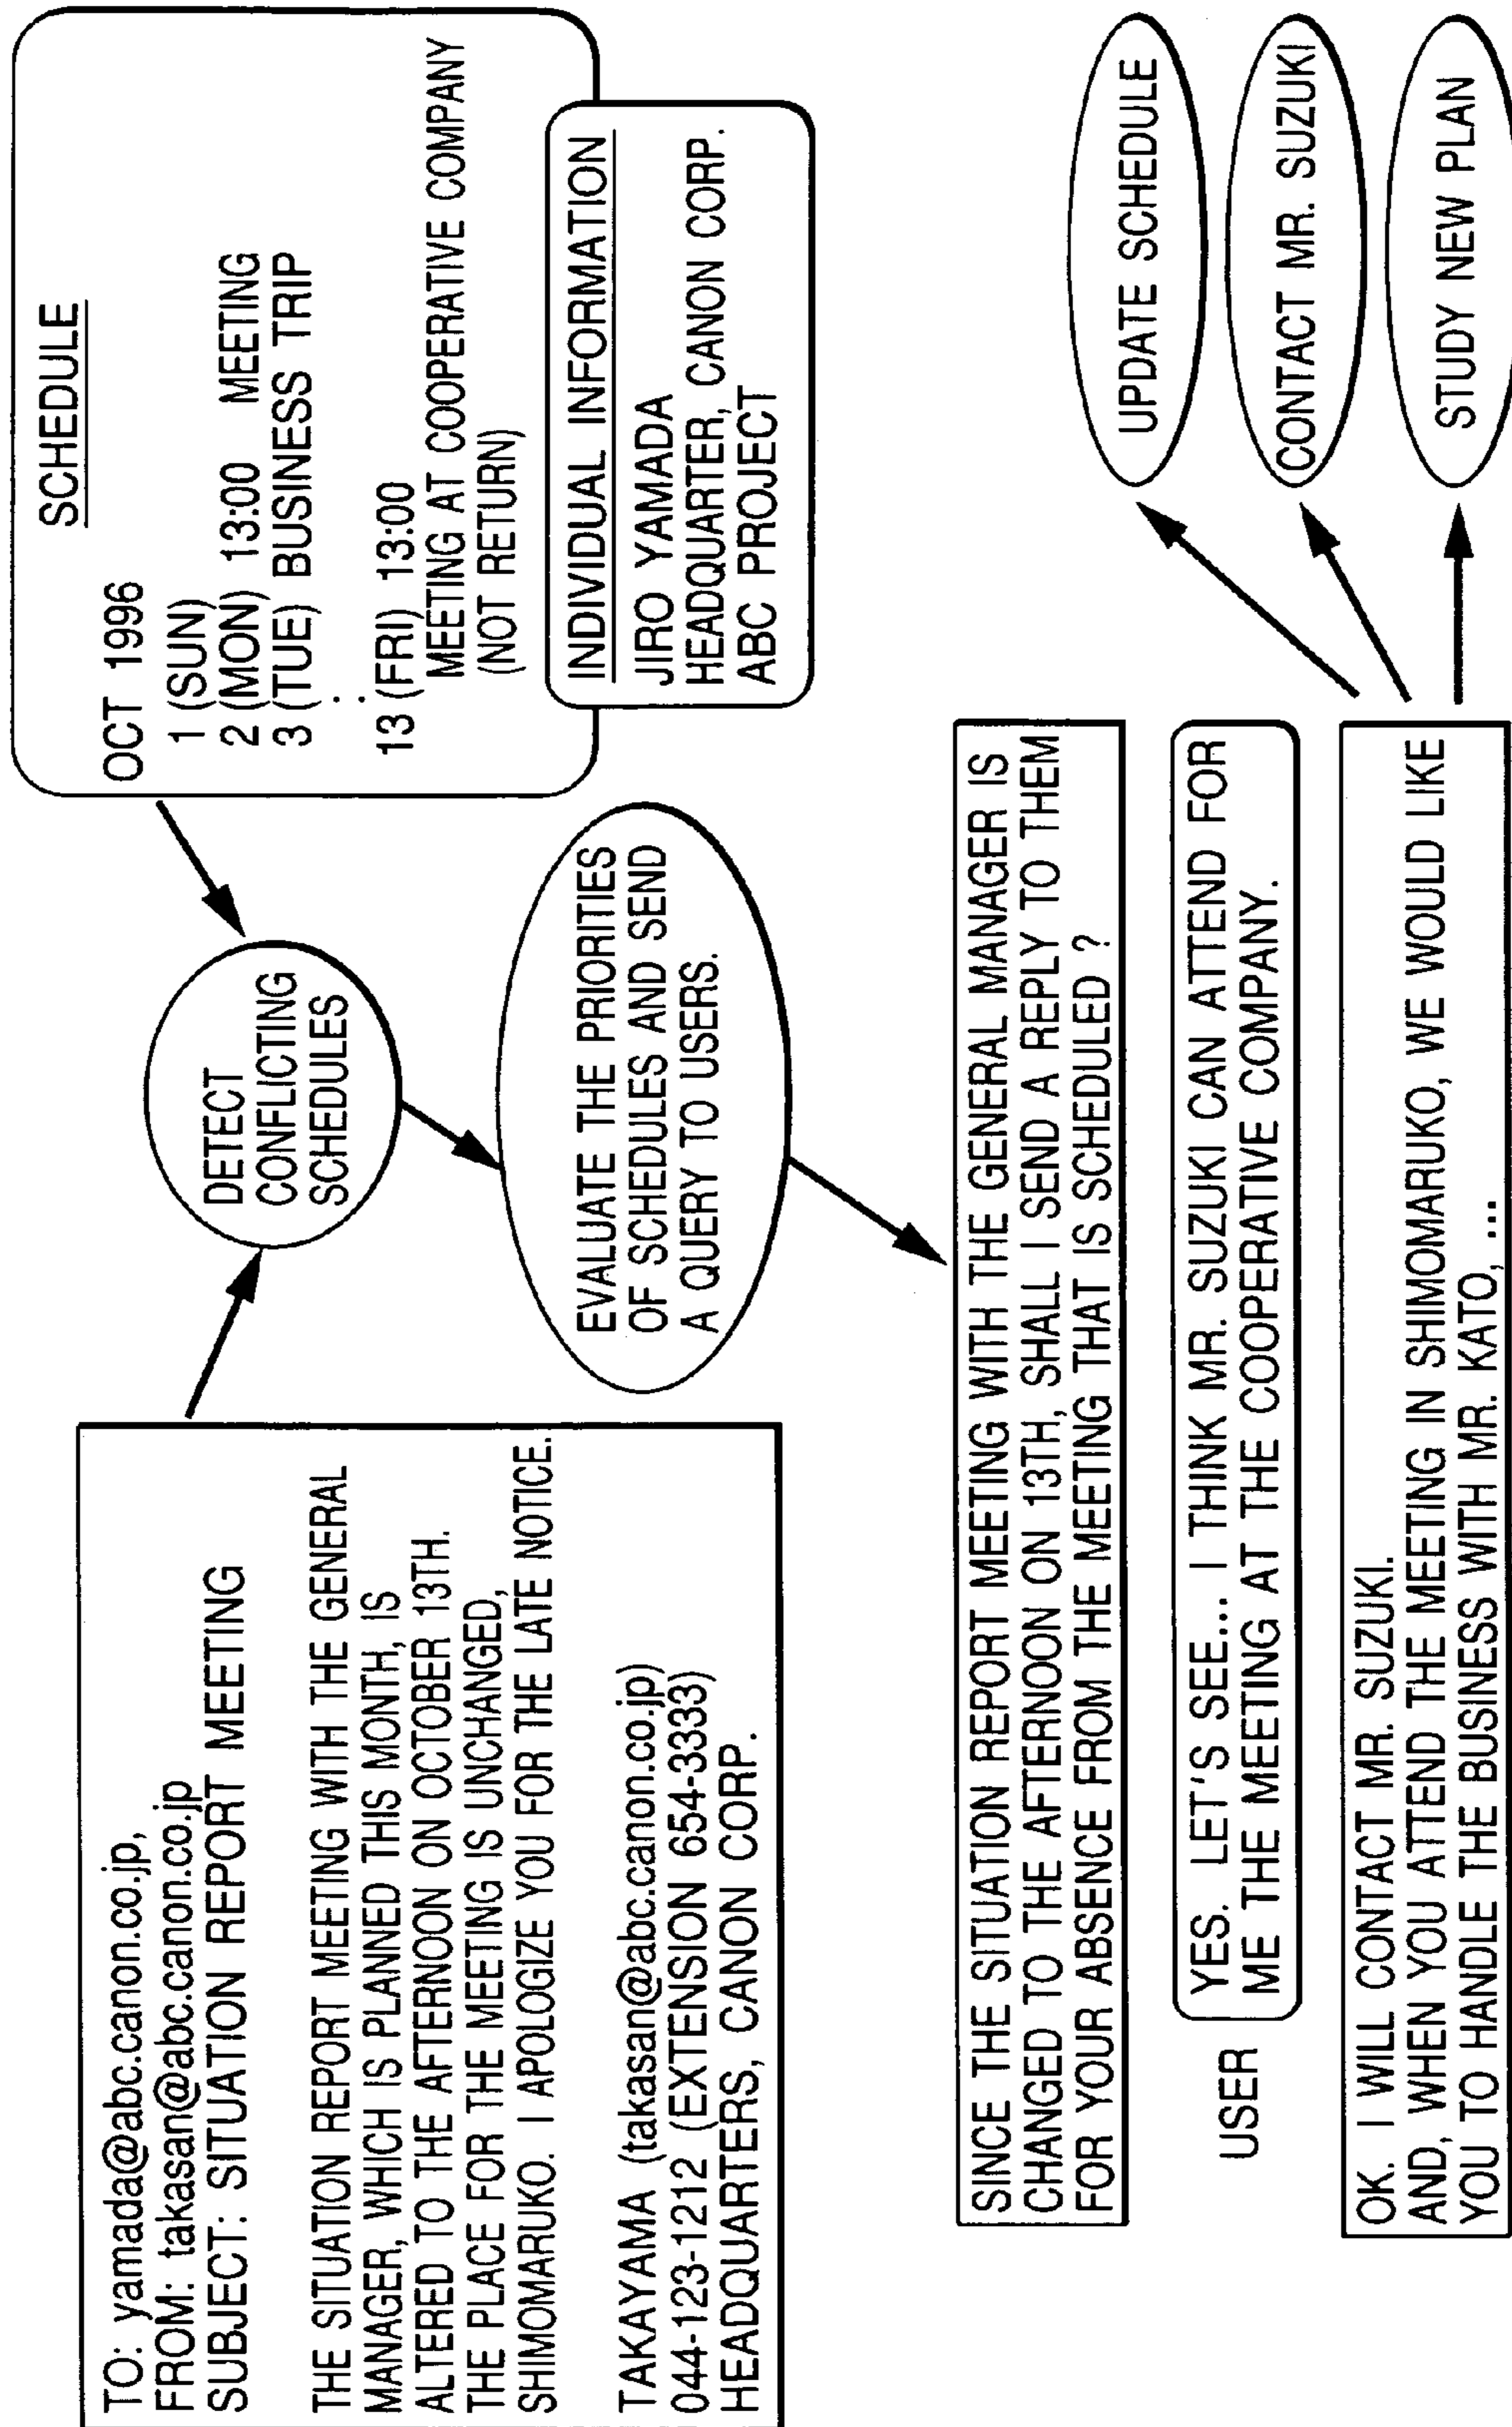 TO: yamada@abc.canon.co.jp,
FROM: takasan@abc.canon.co.jp
SUBJECT: SITUATION REPORT MEETING
THE SITUATION REPORT MEETING WITH THE GENERAL
MANAGER, WHICH IS PLANNED THIS MONTH, IS
ALTERED TO THE AFTERNOON ON OCTOBER 13TH.
THE PLACE FOR THE MEETING IS UNCHANGED,
SHIMOMARUKO. I APOLOGIZE YOU FOR THE LATE NOTICE.
TAKAYAMA (takasan@abc.canon.co.jp)
044-123-1212 (EXTENSION 654-3333)
HEADQUARTERS, CANON CORP.
DETECT
CONFLICTING
SCHEDULES
SCHEDULE
OCT 1996
1 (SUN)
2 (MON) 13:00 MEETING
3 (TUE) BUSINESS TRIP
:
13 (FRI) 13:00
MEETING AT COOPERATIVE COMPANY
(NOT RETURN)
INDIVIDUAL INFORMATION
JIRO YAMADA
HEADQUARTER, CANON CORP.
ABC PROJECT
EVALUATE THE PRIORITIES
OF SCHEDULES AND SEND
A QUERY TO USERS.
SINCE THE SITUATION REPORT MEETING WITH THE GENERAL MANAGER IS
CHANGED TO THE AFTERNOON ON 13TH, SHALL I SEND A REPLY TO THEM
FOR YOUR ABSENCE FROM THE MEETING THAT IS SCHEDULED ?
USER
YES. LET'S SEE... I THINK MR. SUZUKI CAN ATTEND FOR
ME THE MEETING AT THE COOPERATIVE COMPANY.
OK. I WILL CONTACT MR. SUZUKI.
AND, WHEN YOU ATTEND THE MEETING IN SHIMOMARUKO, WE WOULD LIKE
YOU TO HANDLE THE BUSINESS WITH MR. KATO, ...
UPDATE SCHEDULE
CONTACT MR. SUZUKI
STUDY NEW PLAN